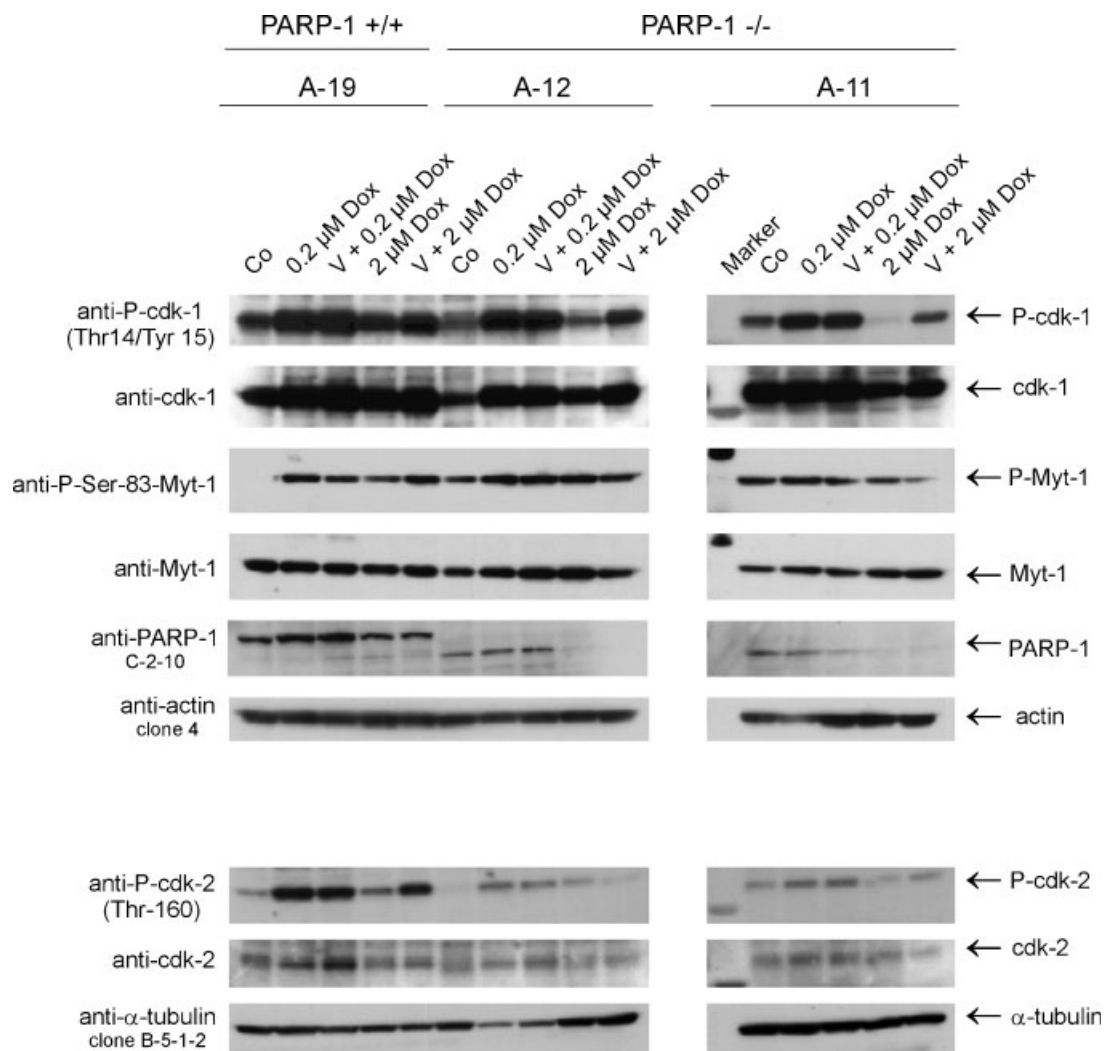 PARP-1 +/+ PARP-1 -/-
A-19 A-12 A-11
Co 0.2 µM Dox V + 0.2 µM Dox 2 µM Dox V + 2 µM Dox Co 0.2 µM Dox V + 0.2 µM Dox 2 µM Dox V + 2 µM Dox Marker Co 0.2 µM Dox V + 0.2 µM Dox 2 µM Dox V + 2 µM Dox
anti-P-cdk-1 ← P-cdk-1
(Thr14/Tyr 15)
anti-cdk-1 ← cdk-1
anti-P-Ser-83-Myt-1 ← P-Myt-1
anti-Myt-1 ← Myt-1
anti-PARP-1 ← PARP-1
C-2-10
anti-actin ← actin
clone 4
anti-P-cdk-2 ← P-cdk-2
(Thr-160)
anti-cdk-2 ← cdk-2
anti-α-tubulin ← α-tubulin
clone B-5-1-2